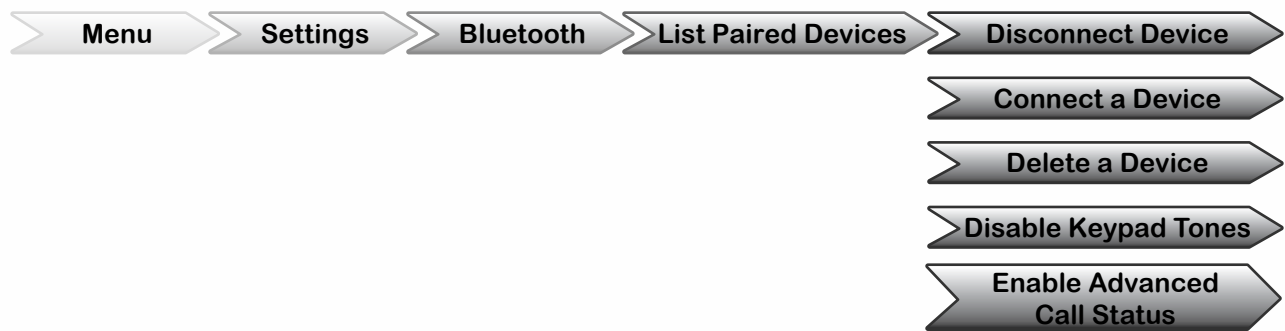 Menu Settings Bluetooth List Paired Devices Disconnect Device
Connect a Device
Delete a Device
Disable Keypad Tones
Enable Advanced
Call Status